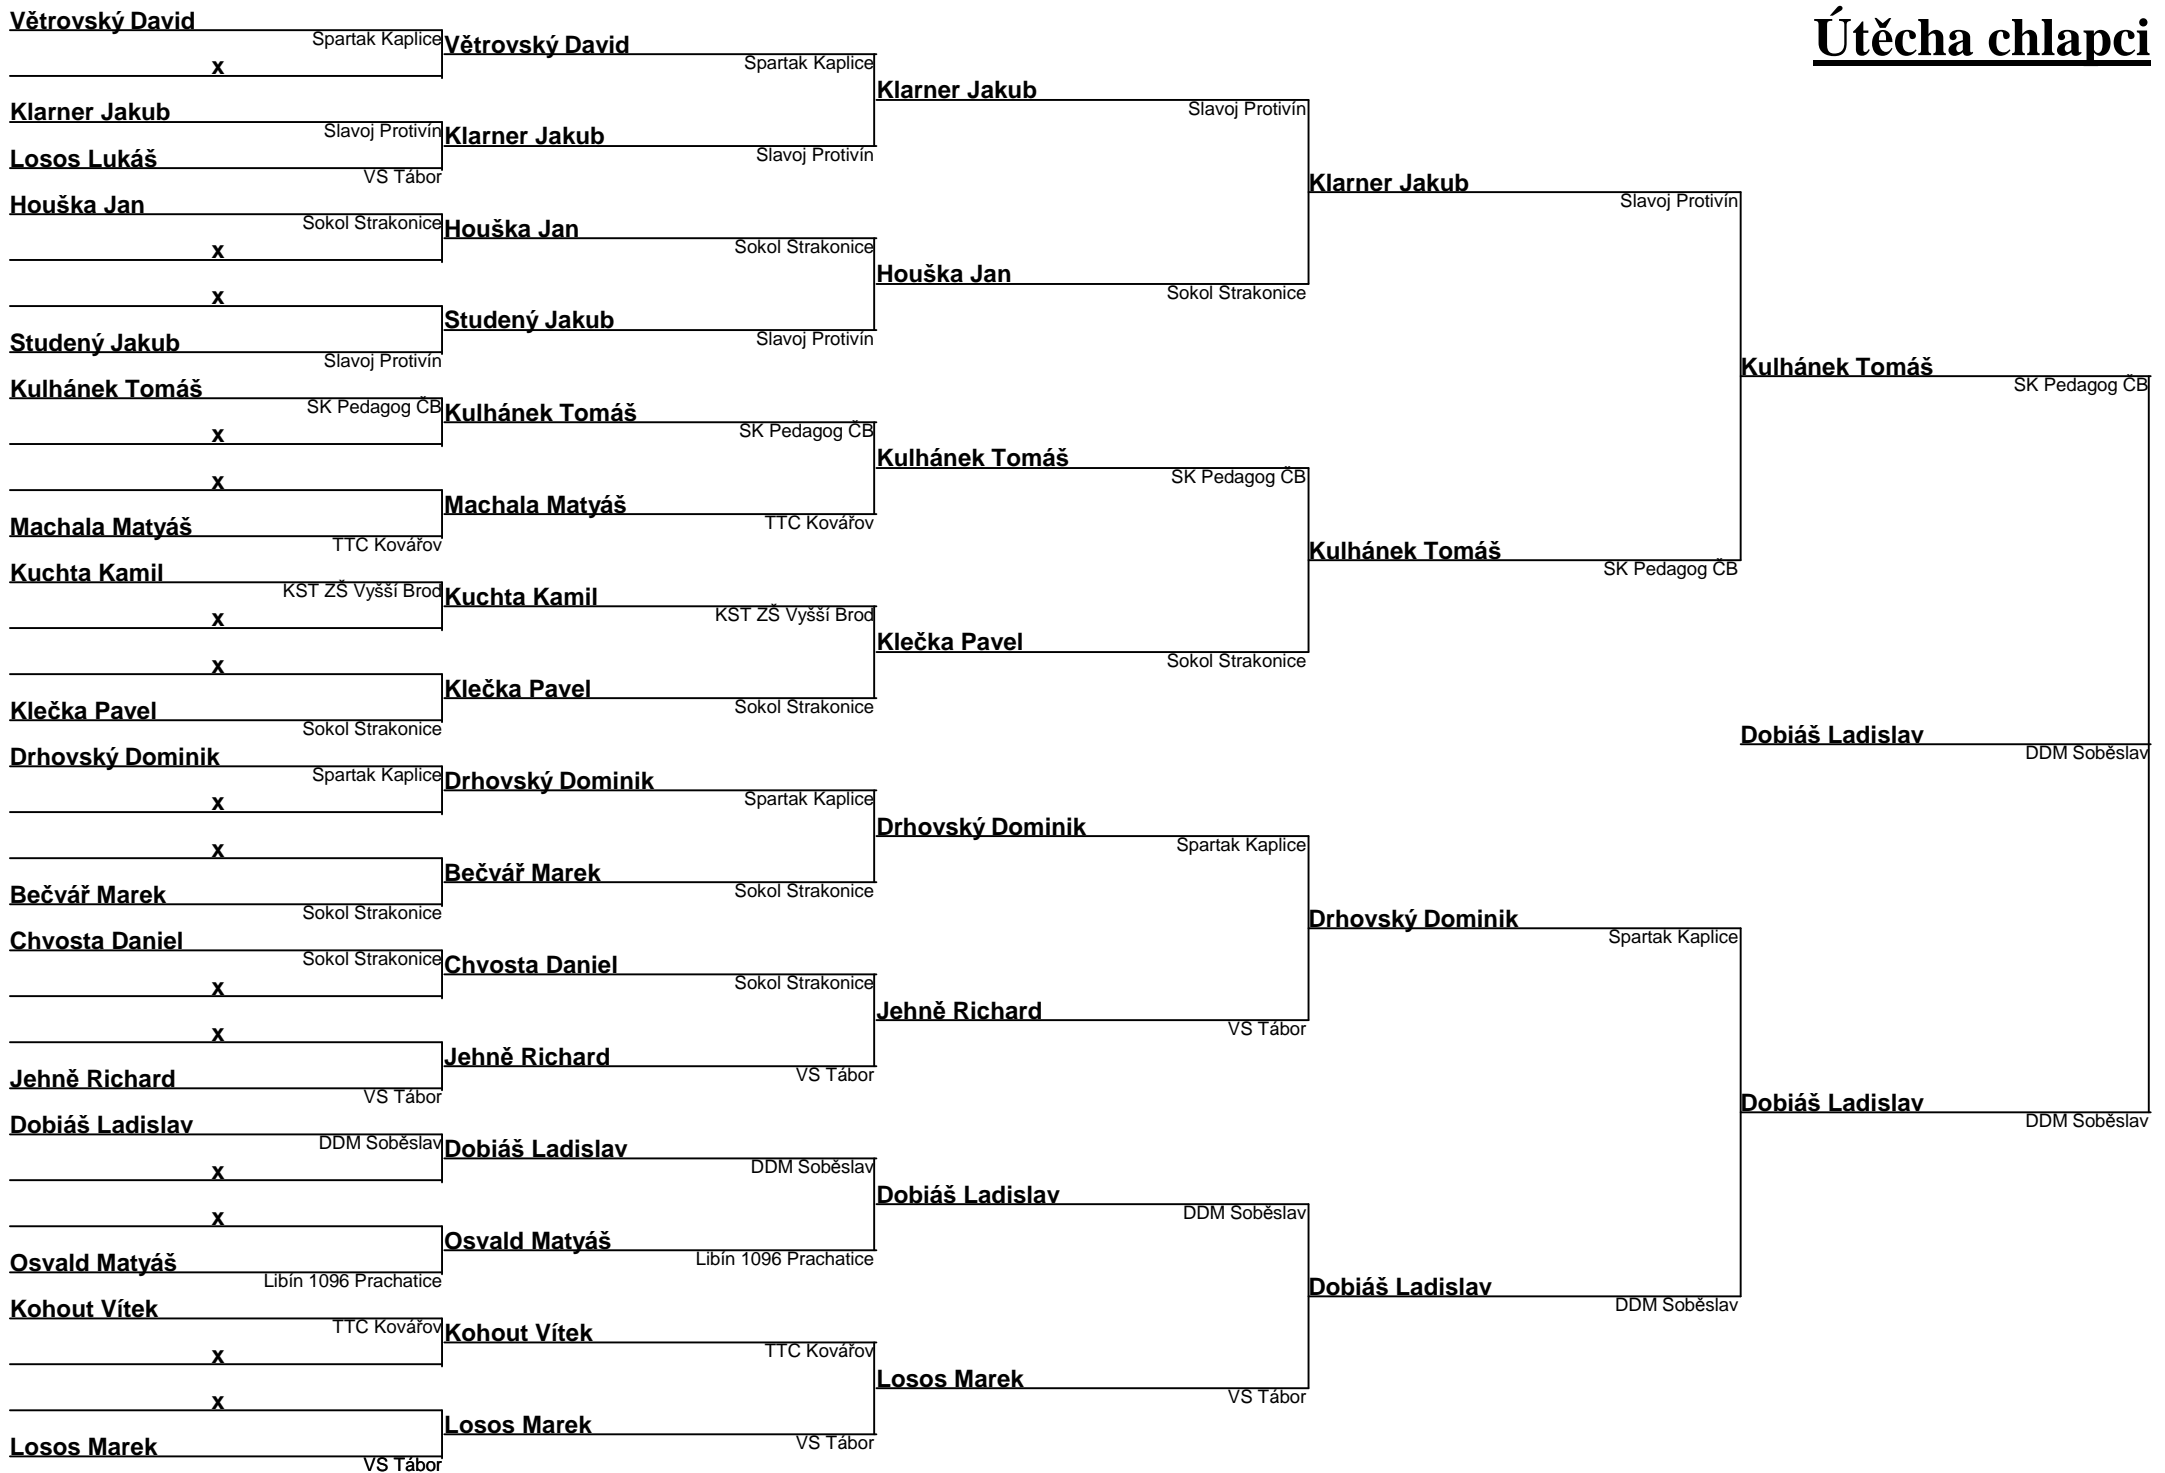 Útěcha chlapci
Větrovský David
Spartak Kaplice
x
Klarner Jakub
Slavoj Protivín
Losos Lukáš
VS Tábor
Houška Jan
Sokol Strakonice
x
x
Studený Jakub
Slavoj Protivín
Kulhánek Tomáš
SK Pedagog ČB
x
x
Machala Matyáš
TTC Kovářov
Kuchta Kamil
KST ZŠ Vyšší Brod
x
x
Klečka Pavel
Sokol Strakonice
Drhovský Dominik
Spartak Kaplice
x
x
Bečvář Marek
Sokol Strakonice
Chvosta Daniel
Sokol Strakonice
x
x
Jehně Richard
VS Tábor
Dobiáš Ladislav
DDM Soběslav
x
x
Osvald Matyáš
Libín 1096 Prachatice
Kohout Vítek
TTC Kovářov
x
x
Losos Marek
VS Tábor
Větrovský David
Spartak Kaplice
Klarner Jakub
Slavoj Protivín
Houška Jan
Sokol Strakonice
Studený Jakub
Slavoj Protivín
Kulhánek Tomáš
SK Pedagog ČB
Machala Matyáš
TTC Kovářov
Kuchta Kamil
KST ZŠ Vyšší Brod
Klečka Pavel
Sokol Strakonice
Drhovský Dominik
Spartak Kaplice
Bečvář Marek
Sokol Strakonice
Chvosta Daniel
Sokol Strakonice
Jehně Richard
VS Tábor
Dobiáš Ladislav
DDM Soběslav
Osvald Matyáš
Libín 1096 Prachatice
Kohout Vítek
TTC Kovářov
Losos Marek
VS Tábor
Klarner Jakub
Slavoj Protivín
Houška Jan
Sokol Strakonice
Kulhánek Tomáš
SK Pedagog ČB
Klečka Pavel
Sokol Strakonice
Drhovský Dominik
Spartak Kaplice
Jehně Richard
VS Tábor
Dobiáš Ladislav
DDM Soběslav
Losos Marek
VS Tábor
Klarner Jakub
Slavoj Protivín
Kulhánek Tomáš
SK Pedagog ČB
Drhovský Dominik
Spartak Kaplice
Dobiáš Ladislav
DDM Soběslav
Kulhánek Tomáš
SK Pedagog ČB
Dobiáš Ladislav
DDM Soběslav
Dobiáš Ladislav
DDM Soběslav